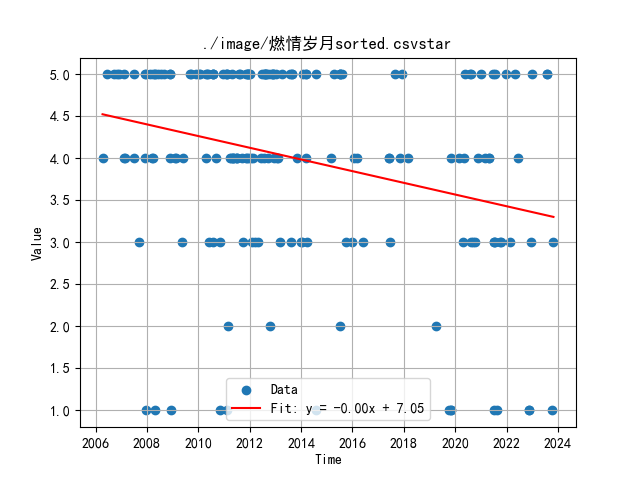 ./image/燃情岁月sorted.csvstar
5.0
4.5
4.0
3.5
3.0
2.5
2.0
1.5
1.0
Value
Data
Fit: y = -0.00x + 7.05
2006 2008 2010 2012 2014 2016 2018 2020 2022 2024
Time